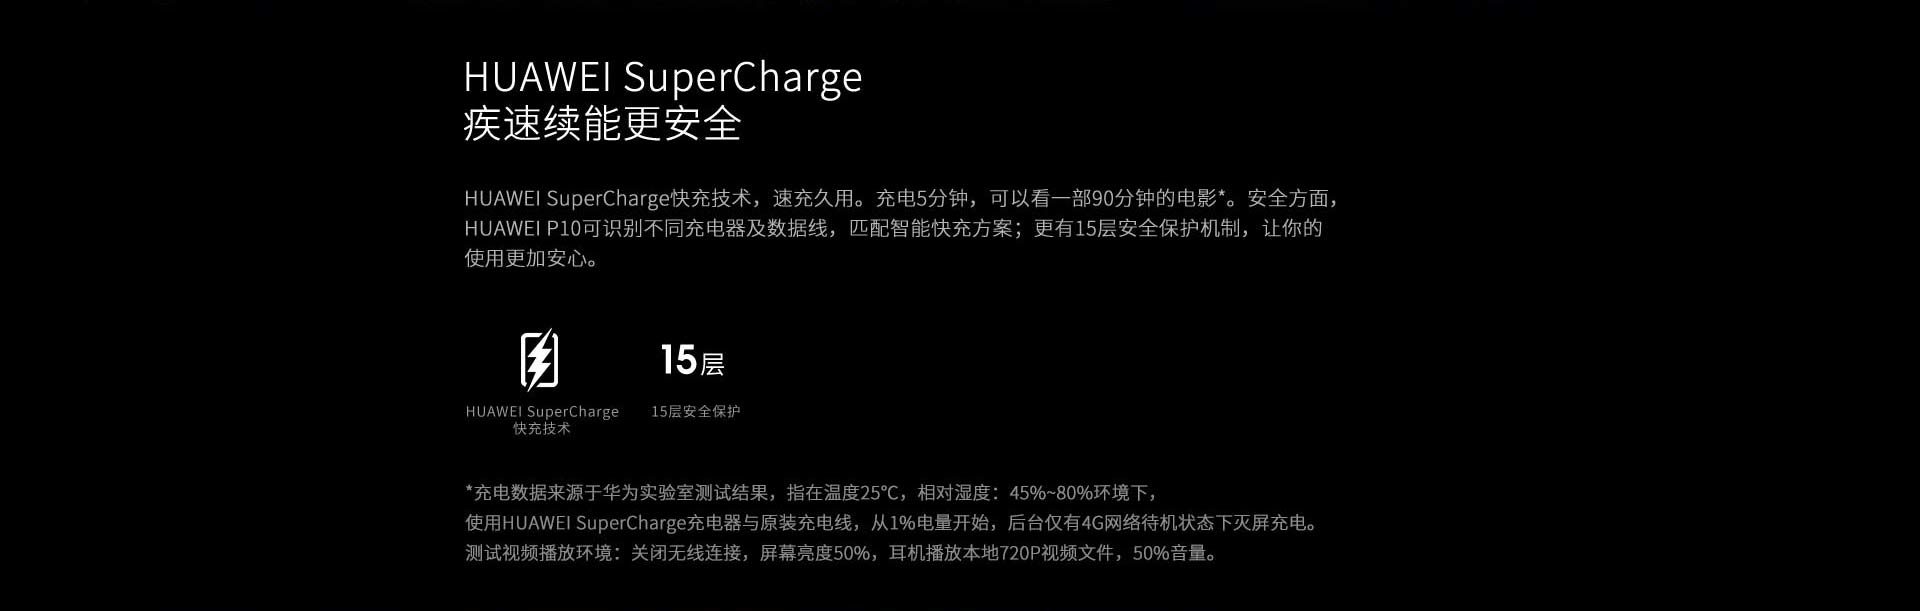 HUAWEI SuperCharge
疾速续能更安全
HUAWEI SuperCharge快充技术，速充久用。充电5分钟，可以看一部90分钟的电影*。安全方面，
HUAWEI P10可识别不同充电器及数据线，匹配智能快充方案；更有15层安全保护机制，让你的
使用更加安心。
15层
HUAWEI SuperCharge
快充技术
15层安全保护
*充电数据来源于华为实验室测试结果，指在温度25℃，相对湿度：45%~80%环境下，
使用HUAWEI SuperCharge充电器与原装充电线，从1%电量开始，后台仅有4G网络待机状态下灭屏充电。
测试视频播放环境：关闭无线连接，屏幕亮度50%，耳机播放本地720P视频文件，50%音量。